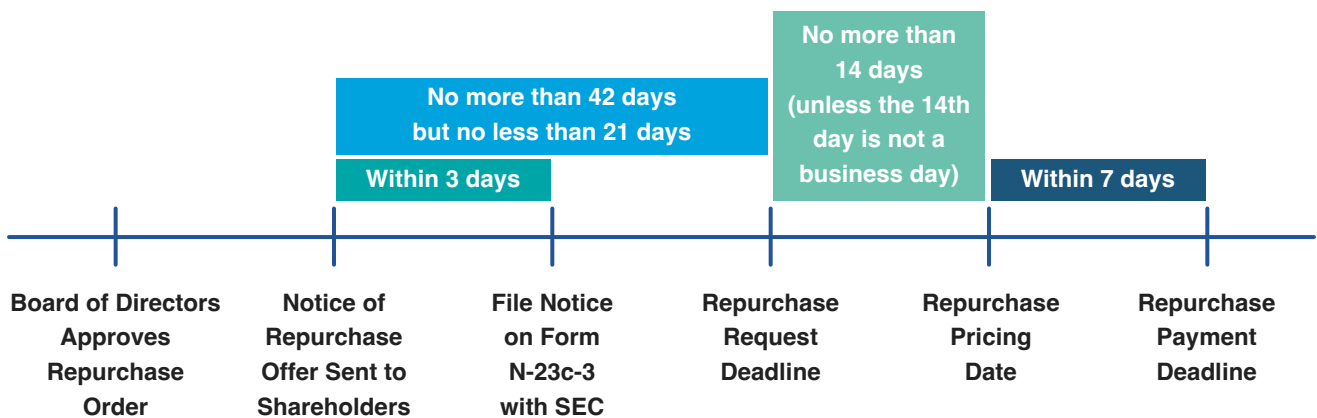 No more than
14 days
(unless the 14th
day is not a
business day)
No more than 42 days
but no less than 21 days
Within 3 days
Within 7 days
Board of Directors
Approves
Repurchase
Order
Notice of
Repurchase
Offer Sent to
Shareholders
File Notice
on Form
N-23c-3
with SEC
Repurchase
Request
Deadline
Repurchase
Pricing
Date
Repurchase
Payment
Deadline